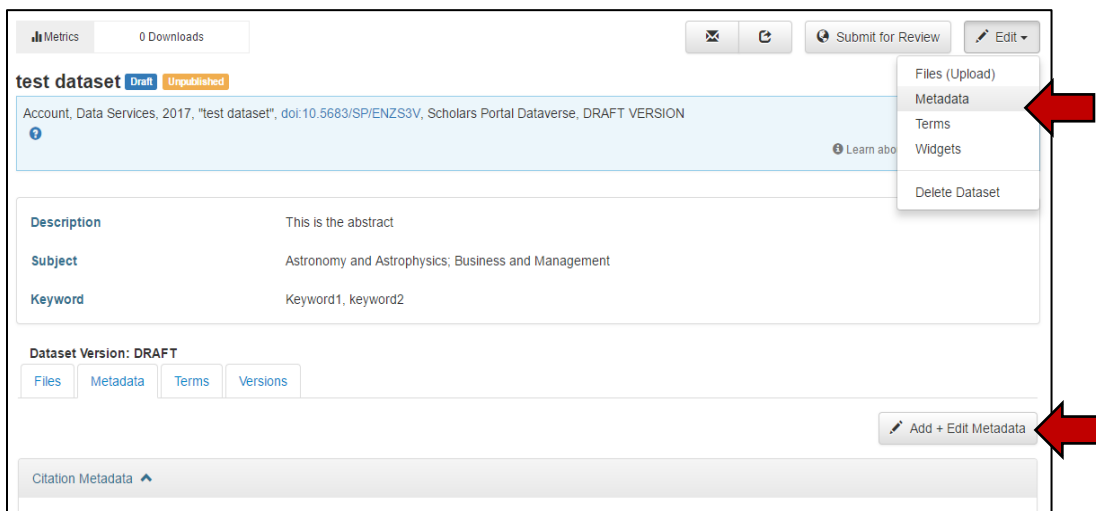 Metrics 0 Downloads Submit for Review Edit
test dataset Draft Unpublished
Files (Upload)
Metadata
Terms
Widgets
Delete Dataset
Account, Data Services, 2017, "test dataset", doi:10.5683/SP/ENZS3V, Scholars Portal Dataverse, DRAFT VERSION
Learn abo
Description This is the abstract
Subject Astronomy and Astrophysics; Business and Management
Keyword Keyword1, keyword2
Dataset Version: DRAFT
Files Metadata Terms Versions
Add + Edit Metadata
Citation Metadata